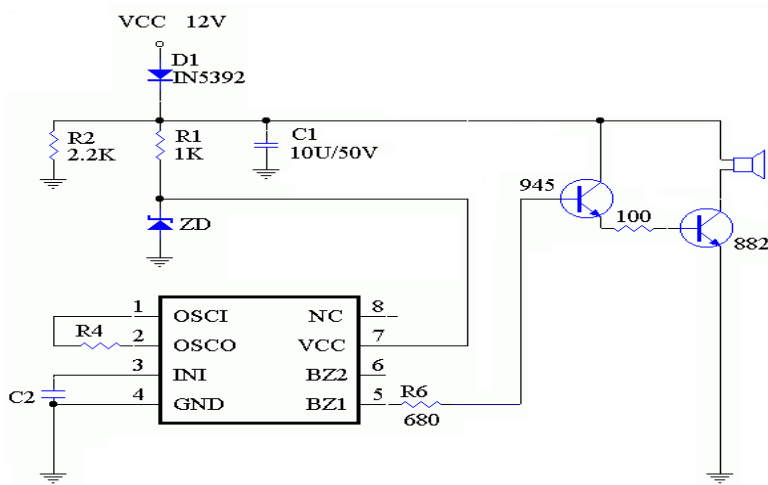 VCC 12V
D1
IN5392
R2
2.2K
R1
1K
C1
10U/50V
945
100
882
ZD
1 OSCI NC 8
R4
2 OSCO VCC 7
3 INI BZ2 6
C2
4 GND BZ1 5
R6
680